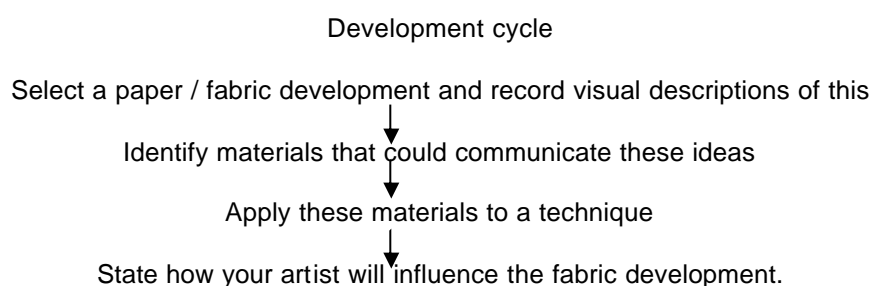 Development cycle
Select a paper / fabric development and record visual descriptions of this
Identify materials that could communicate these ideas
Apply these materials to a technique
State how your artist will influence the fabric development.